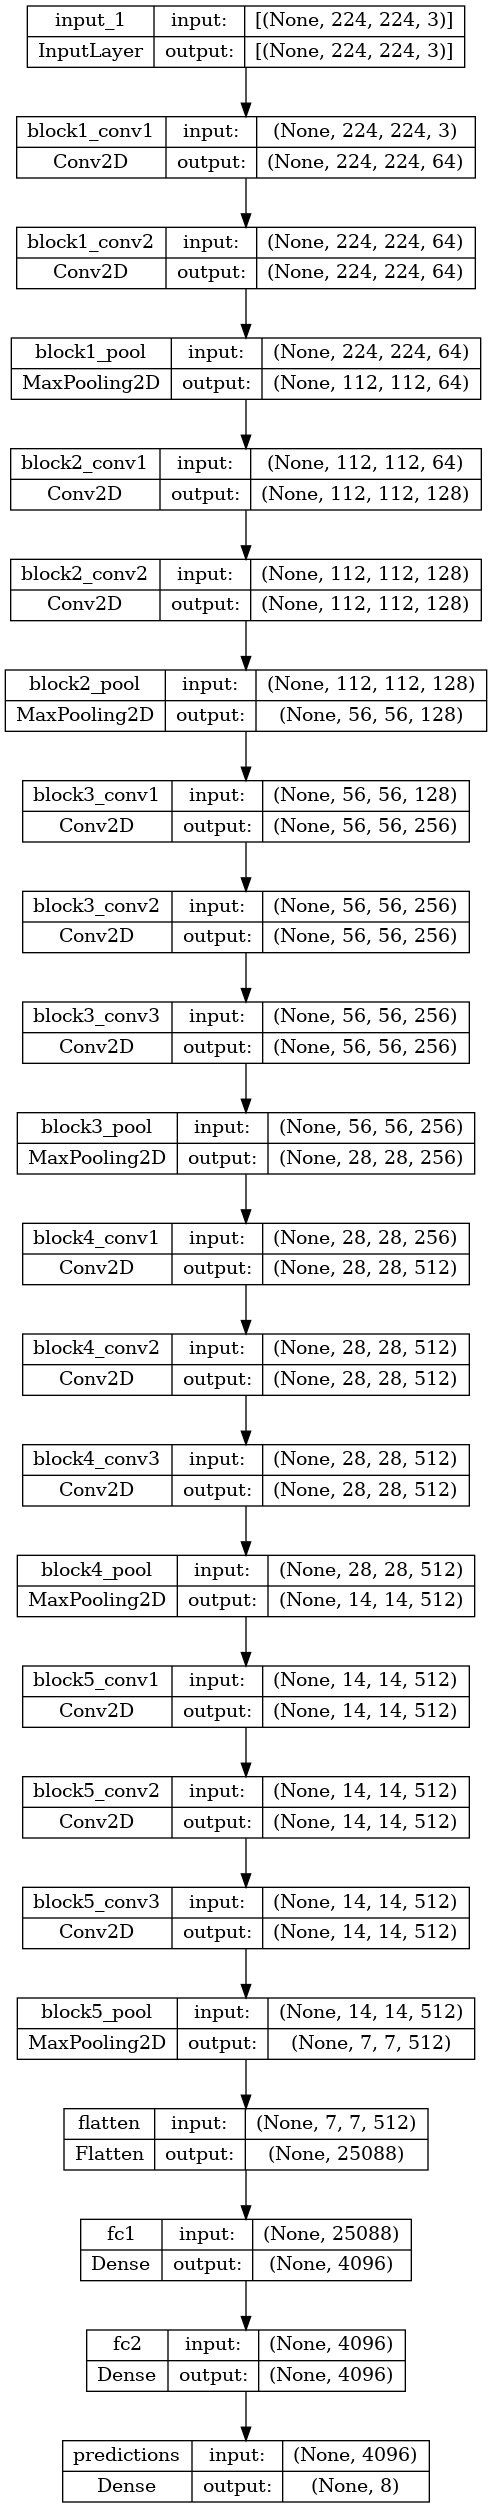 input_1 input: [(None, 224, 224, 3)]
InputLayer output: [(None, 224, 224, 3)]
block1_conv1 input: (None, 224, 224, 3)
Conv2D output: (None, 224, 224, 64)
block1_conv2 input: (None, 224, 224, 64)
Conv2D output: (None, 224, 224, 64)
block1_pool input: (None, 224, 224, 64)
MaxPooling2D output: (None, 112, 112, 64)
block2_conv1 input: (None, 112, 112, 64)
Conv2D output: (None, 112, 112, 128)
block2_conv2 input: (None, 112, 112, 128)
Conv2D output: (None, 112, 112, 128)
block2_pool input: (None, 112, 112, 128)
MaxPooling2D output: (None, 56, 56, 128)
block3_conv1 input: (None, 56, 56, 128)
Conv2D output: (None, 56, 56, 256)
block3_conv2 input: (None, 56, 56, 256)
Conv2D output: (None, 56, 56, 256)
block3_conv3 input: (None, 56, 56, 256)
Conv2D output: (None, 56, 56, 256)
block3_pool input: (None, 56, 56, 256)
MaxPooling2D output: (None, 28, 28, 256)
block4_conv1 input: (None, 28, 28, 256)
Conv2D output: (None, 28, 28, 512)
block4_conv2 input: (None, 28, 28, 512)
Conv2D output: (None, 28, 28, 512)
block4_conv3 input: (None, 28, 28, 512)
Conv2D output: (None, 28, 28, 512)
block4_pool input: (None, 28, 28, 512)
MaxPooling2D output: (None, 14, 14, 512)
block5_conv1 input: (None, 14, 14, 512)
Conv2D output: (None, 14, 14, 512)
block5_conv2 input: (None, 14, 14, 512)
Conv2D output: (None, 14, 14, 512)
block5_conv3 input: (None, 14, 14, 512)
Conv2D output: (None, 14, 14, 512)
block5_pool input: (None, 14, 14, 512)
MaxPooling2D output: (None, 7, 7, 512)
flatten input: (None, 7, 7, 512)
Flatten output: (None, 25088)
fc1 input: (None, 25088)
Dense output: (None, 4096)
fc2 input: (None, 4096)
Dense output: (None, 4096)
predictions input: (None, 4096)
Dense output: (None, 8)